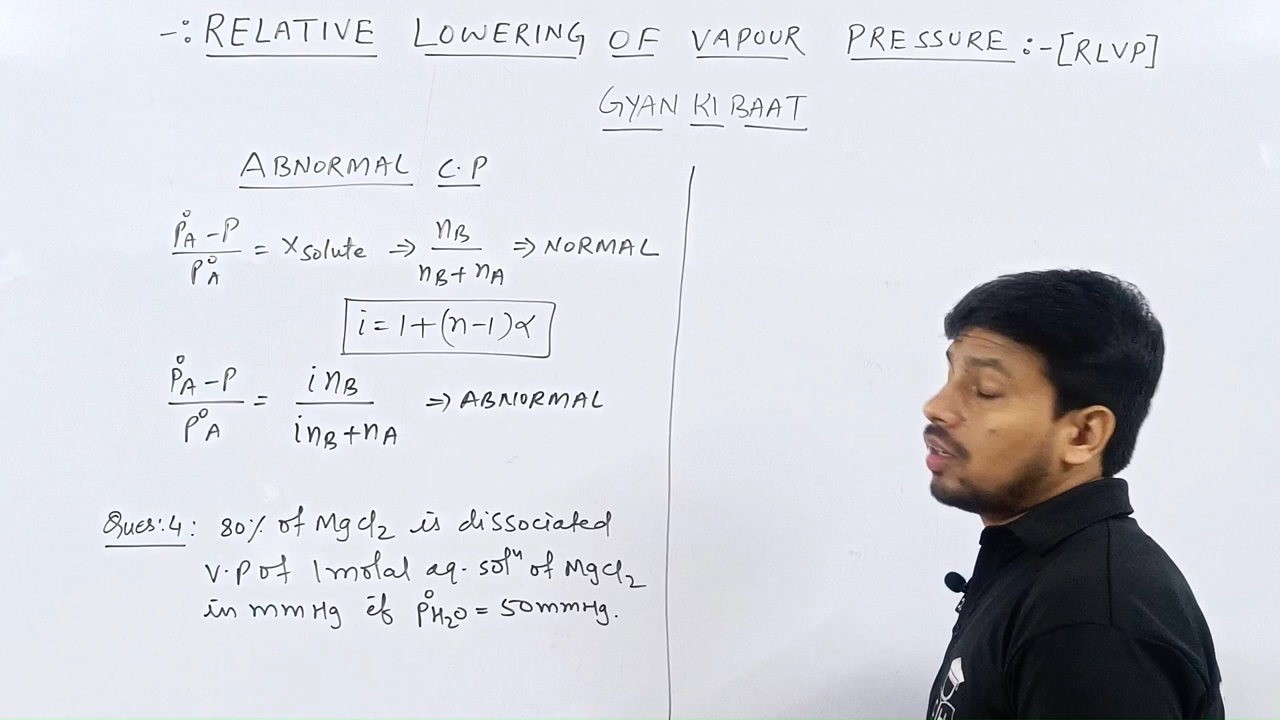 -: RELATIVE LOWERING OF VAPOUR PRESSURE :- [RLVP]
GYAN KI BAAT
ABNORMAL C.P
(P°A - P)/P°A = Xsolute ⇒ nB/(nB + nA) ⇒ NORMAL
i = 1 + (n - 1)α
(P°A - P)/P°A = inB/(inB + nA) ⇒ ABNORMAL
Ques:4: 80% of MgCl2 is dissociated
V.P of 1 molal aq. solⁿ of MgCl2
in mmHg if P°H2O = 50mmHg.